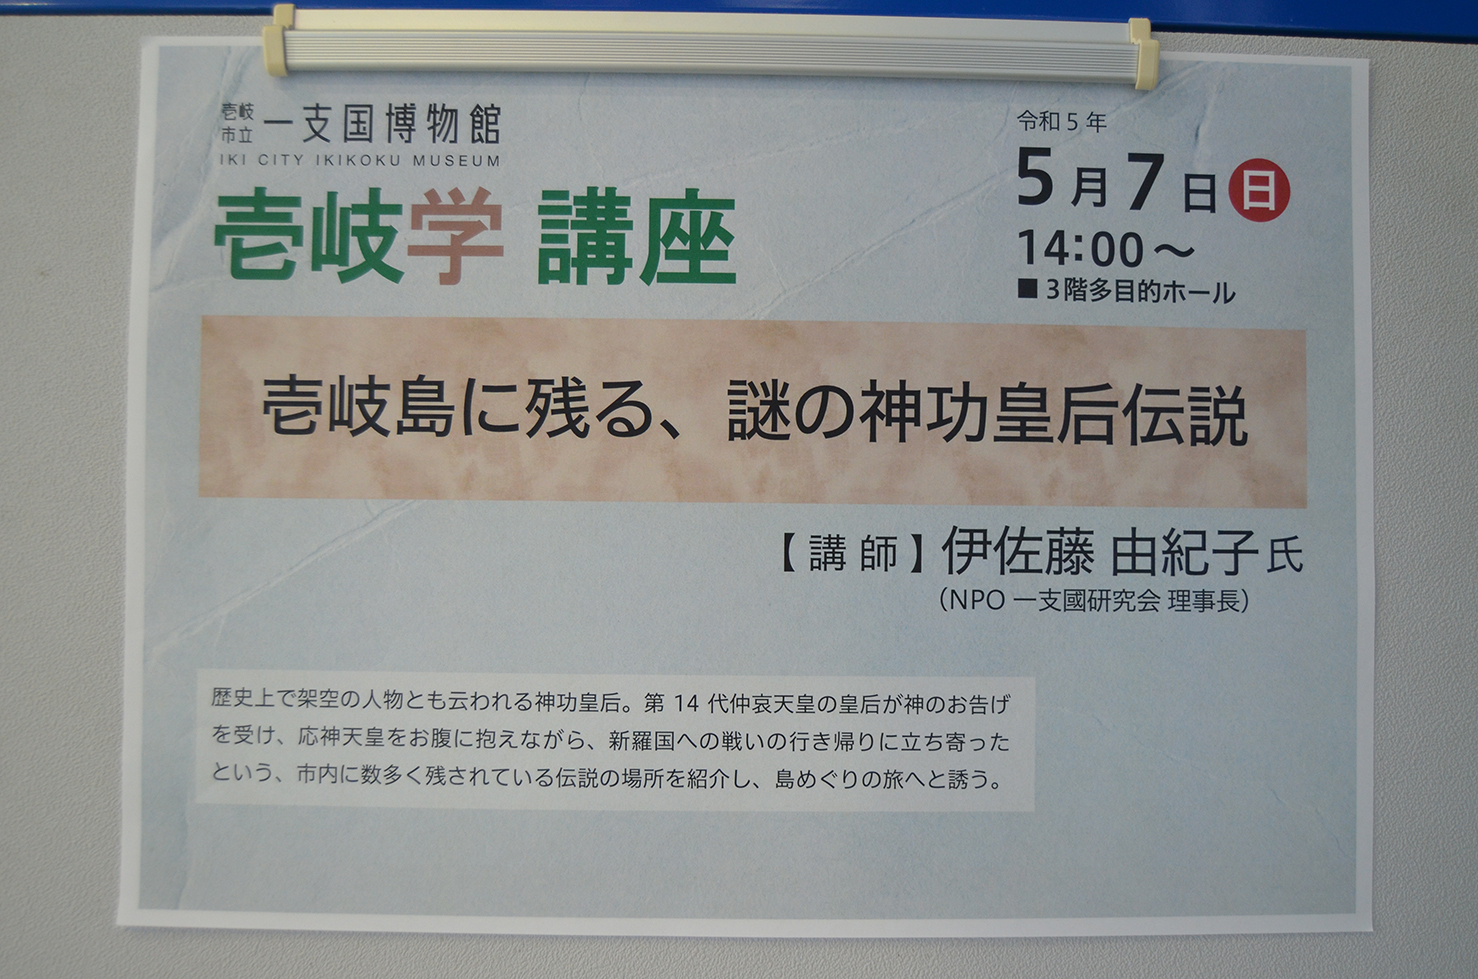 壱岐
市立
一支国博物館
IKI CITY IKIKOKU MUSEUM
壱岐学 講座
令和5年
5月7日 日
14:00〜
■ 3階多目的ホール
壱岐島に残る、謎の神功皇后伝説
【 講 師 】伊佐藤 由紀子 氏
（NPO 一支國研究会 理事長）
歴史上で架空の人物とも云われる神功皇后。第 14 代仲哀天皇の皇后が神のお告げ
を受け、応神天皇をお腹に抱えながら、新羅国への戦いの行き帰りに立ち寄った
という、市内に数多く残されている伝説の場所を紹介し、島めぐりの旅へと誘う。